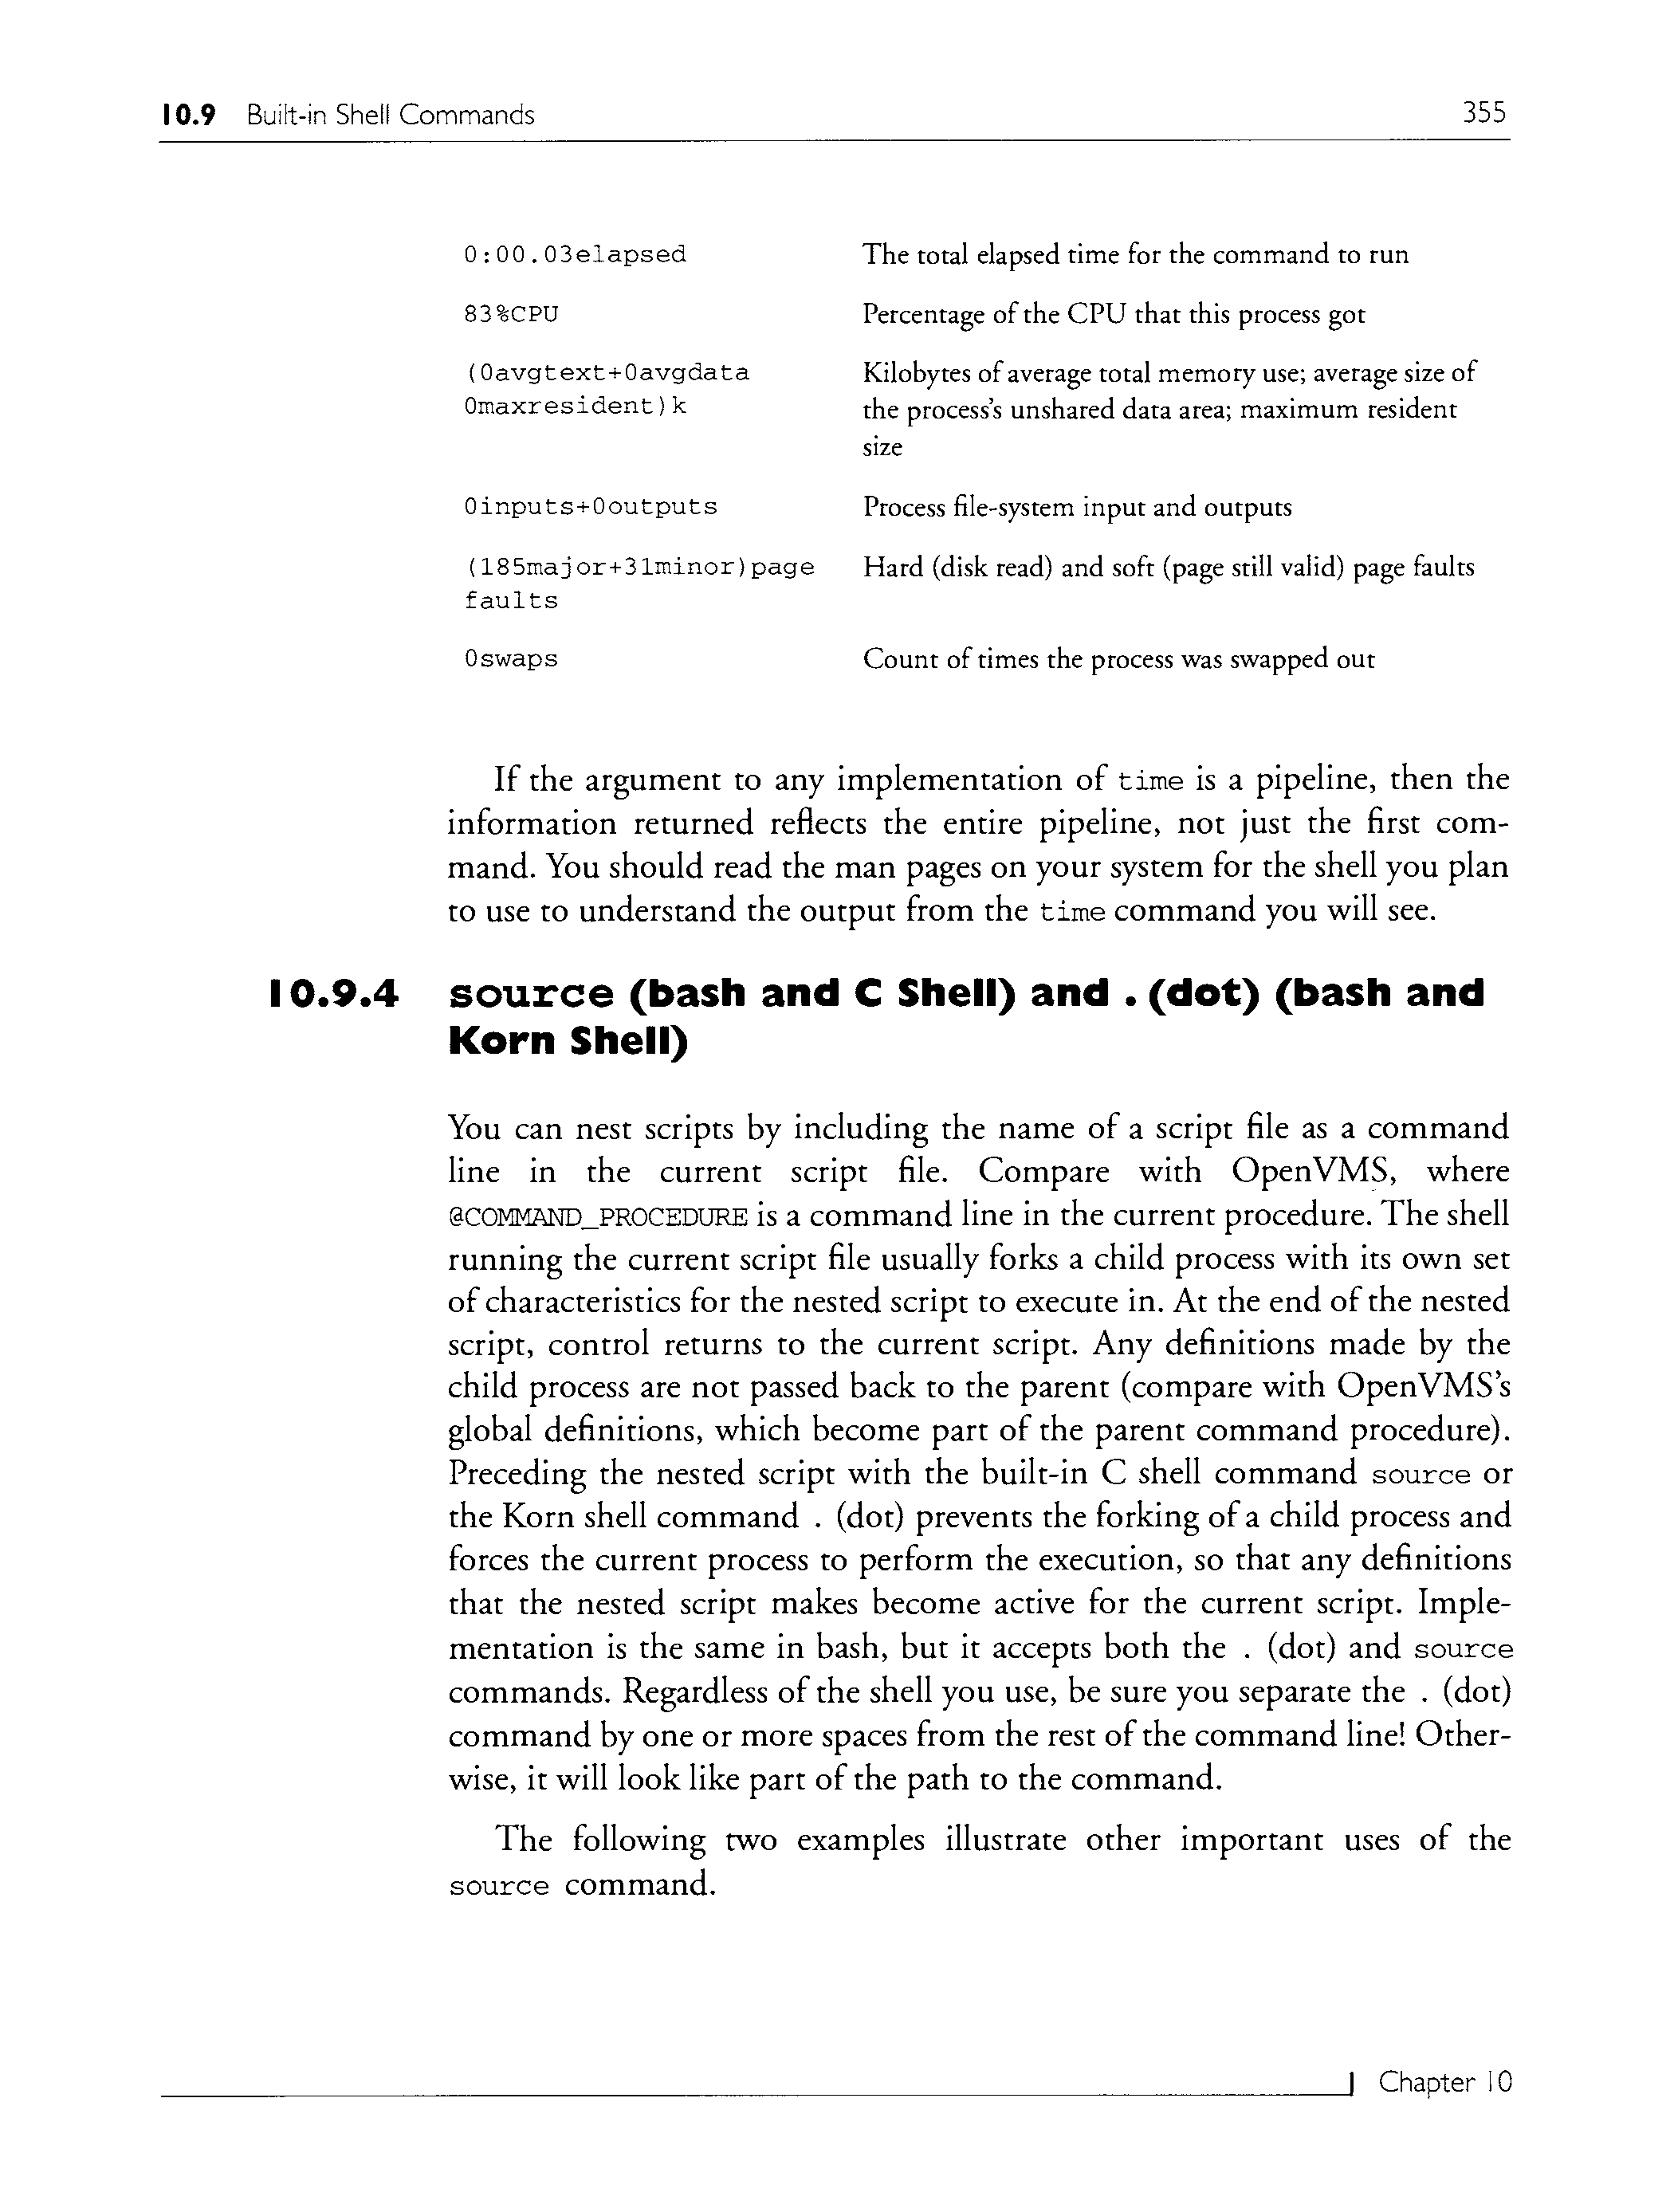 10.9 Built-in Shell Commands 355
0:00.03elapsed The total elapsed time for the command to run
83%CPU Percentage of the CPU that this process got
(0avgtext+0avgdata Kilobytes of average total memory use; average size of
0maxresident)k the process's unshared data area; maximum resident
size
0inputs+0outputs Process file-system input and outputs
(185major+31minor)page Hard (disk read) and soft (page still valid) page faults
faults
0swaps Count of times the process was swapped out
If the argument to any implementation of time is a pipeline, then the
information returned reflects the entire pipeline, not just the first com-
mand. You should read the man pages on your system for the shell you plan
to use to understand the output from the time command you will see.
10.9.4 source (bash and C Shell) and . (dot) (bash and
Korn Shell)
You can nest scripts by including the name of a script file as a command
line in the current script file. Compare with OpenVMS, where
@COMMAND_PROCEDURE is a command line in the current procedure. The shell
running the current script file usually forks a child process with its own set
of characteristics for the nested script to execute in. At the end of the nested
script, control returns to the current script. Any definitions made by the
child process are not passed back to the parent (compare with OpenVMS's
global definitions, which become part of the parent command procedure).
Preceding the nested script with the built-in C shell command source or
the Korn shell command . (dot) prevents the forking of a child process and
forces the current process to perform the execution, so that any definitions
that the nested script makes become active for the current script. Imple-
mentation is the same in bash, but it accepts both the . (dot) and source
commands. Regardless of the shell you use, be sure you separate the . (dot)
command by one or more spaces from the rest of the command line! Other-
wise, it will look like part of the path to the command.
The following two examples illustrate other important uses of the
source command.
Chapter 10